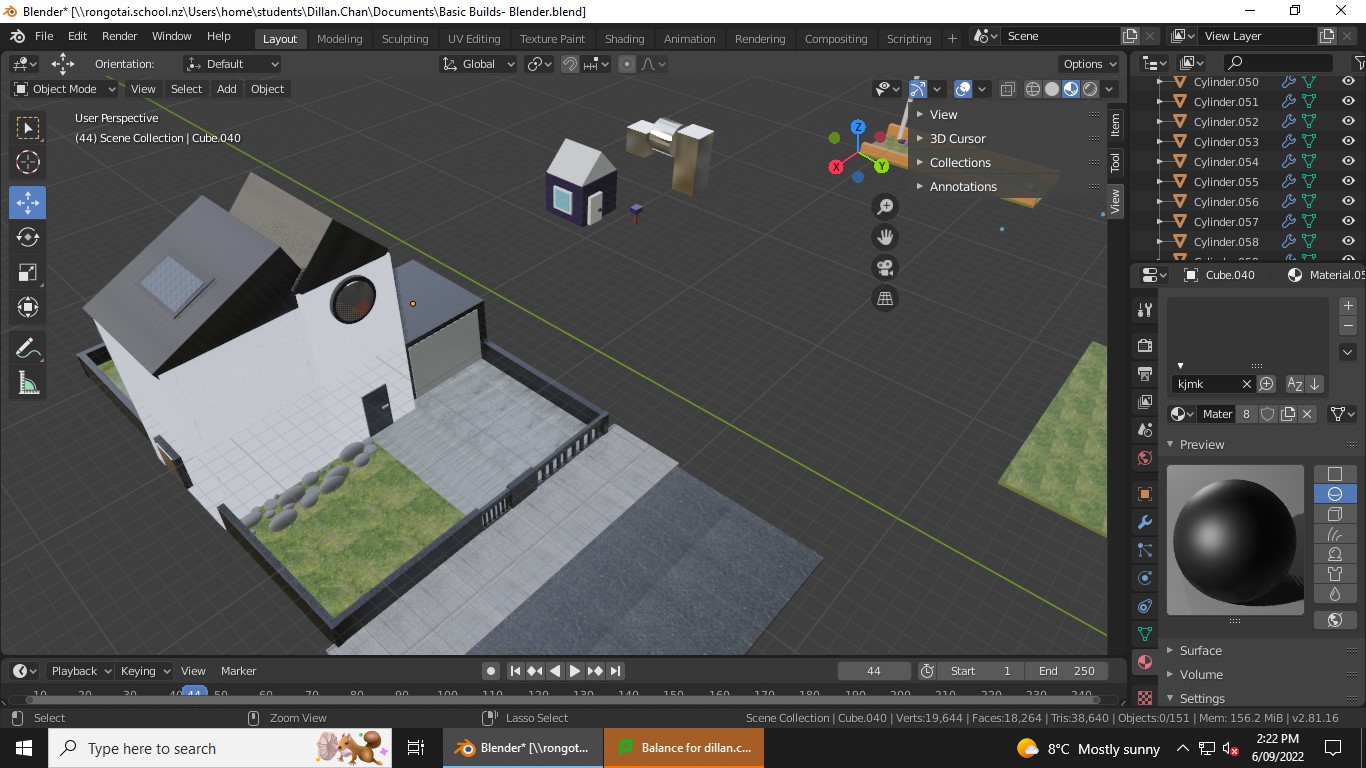 Blender* [\\rongotai.school.nz\Users\home\students\Dillan.Chan\Documents\Basic Builds- Blender.blend]
File Edit Render Window Help Layout Modeling Sculpting UV Editing Texture Paint Shading Animation Rendering Compositing Scripting + Scene View Layer
Orientation: Default Global Options
Object Mode View Select Add Object
User Perspective
(44) Scene Collection | Cube.040
View
3D Cursor
Collections
Annotations
Item
Tool
View
Z
X
Y
Cylinder.050
Cylinder.051
Cylinder.052
Cylinder.053
Cylinder.054
Cylinder.055
Cylinder.056
Cylinder.057
Cylinder.058
Cube.040 Material.05
kjmk
Mater 8
Preview
Surface
Volume
Settings
Playback Keying View Marker 44 Start 1 End 250
10 20 30 40 44 50 60 70 80 90 100 110 120 130 140 150 160 170 180 190 200 210 220 230 240
Select Zoom View Lasso Select Scene Collection | Cube.040 | Verts:19,644 | Faces:18,264 | Tris:38,640 | Objects:0/151 | Mem: 156.2 MiB | v2.81.16
Type here to search Blender* [\\rongot... Balance for dillan.c... 8°C Mostly sunny 2:22 PM
6/09/2022